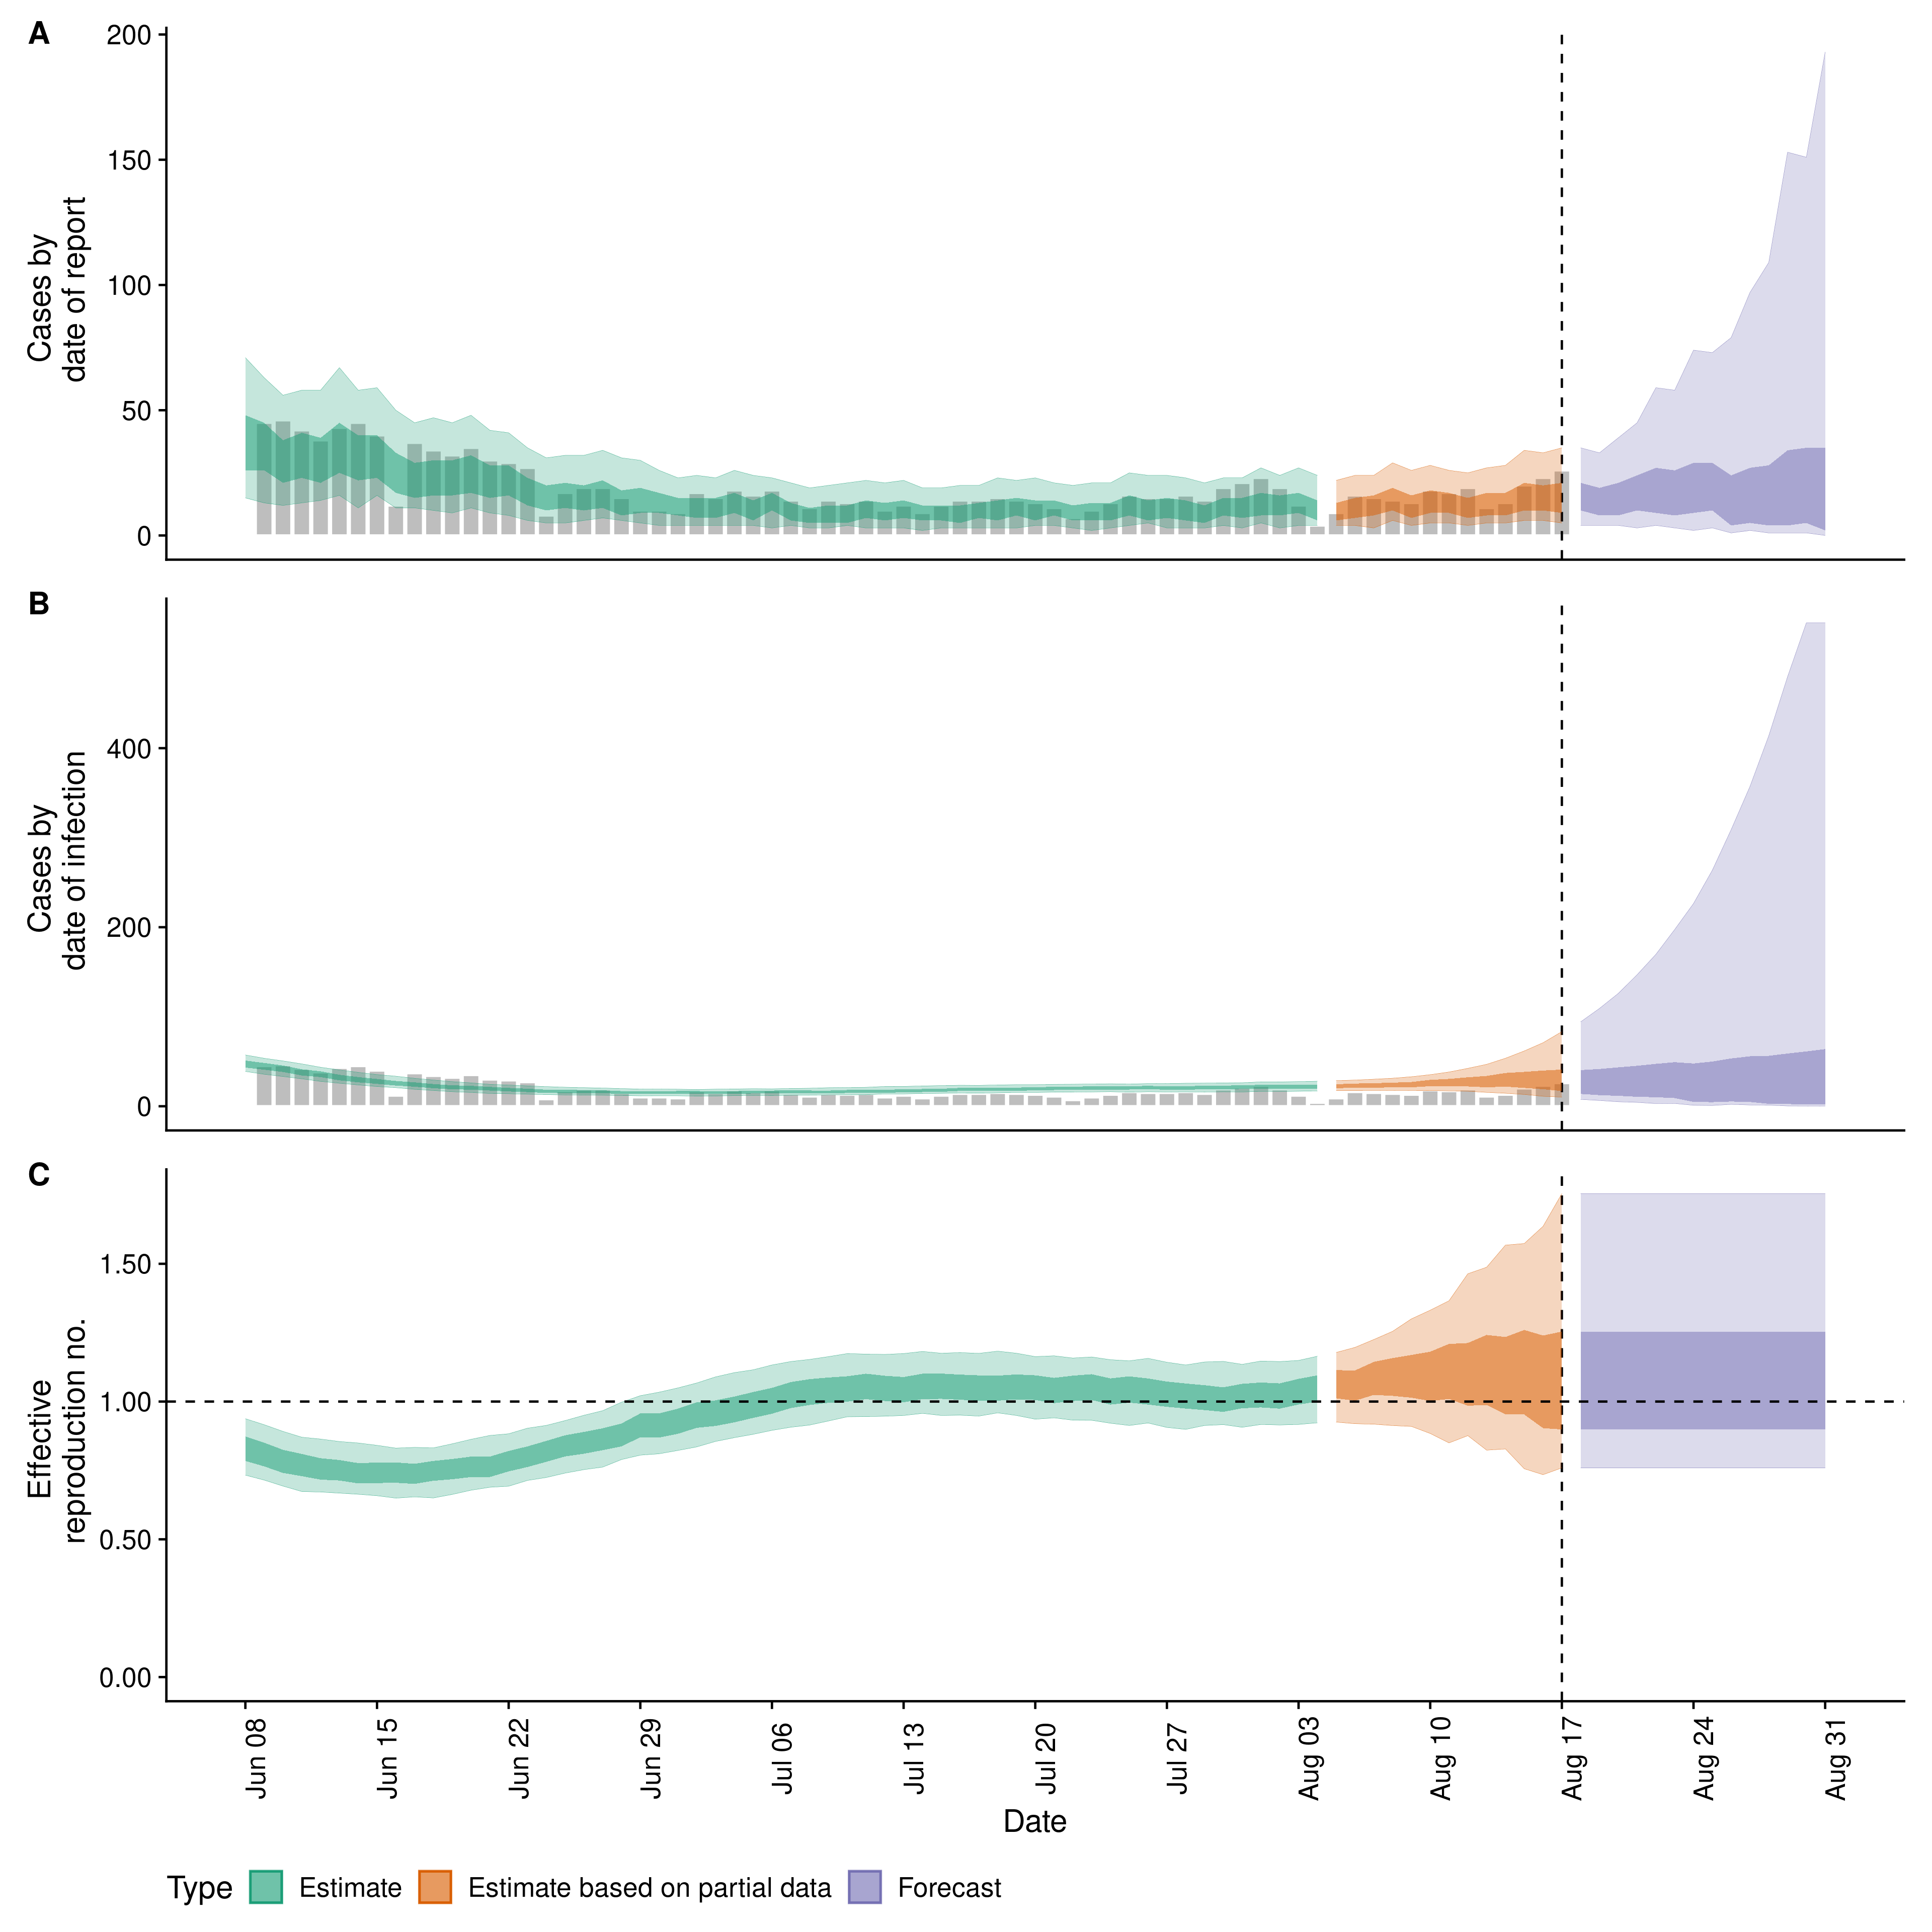 A
Cases by
date of report
200
150
100
50
0
B
Cases by
date of infection
400
200
0
C
Effective
reproduction no.
1.50
1.00
0.50
0.00
Jun 08
Jun 15
Jun 22
Jun 29
Jul 06
Jul 13
Jul 20
Jul 27
Aug 03
Aug 10
Aug 17
Aug 24
Aug 31
Date
Type Estimate Estimate based on partial data Forecast